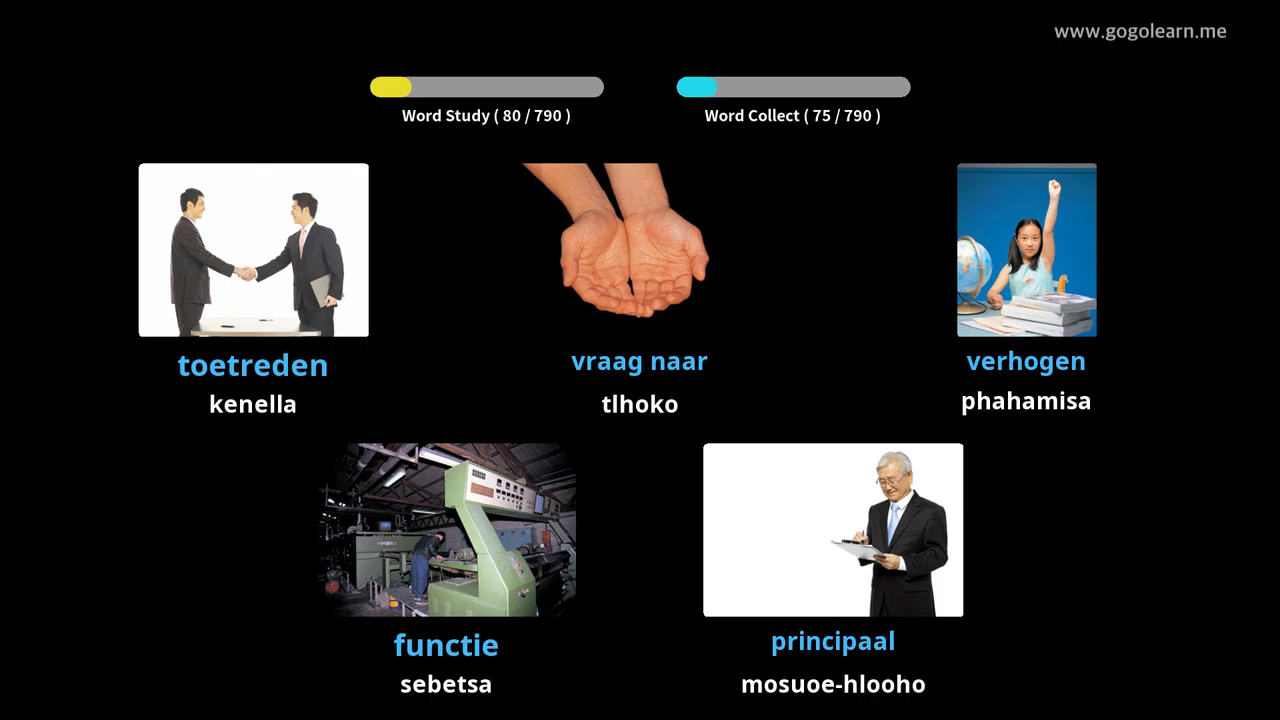 www.gogolearn.me
Word Study ( 80 / 790 )
Word Collect ( 75 / 790 )
toetreden
kenella
vraag naar
tlhoko
verhogen
phahamisa
functie
sebetsa
principaal
mosuoe-hlooho